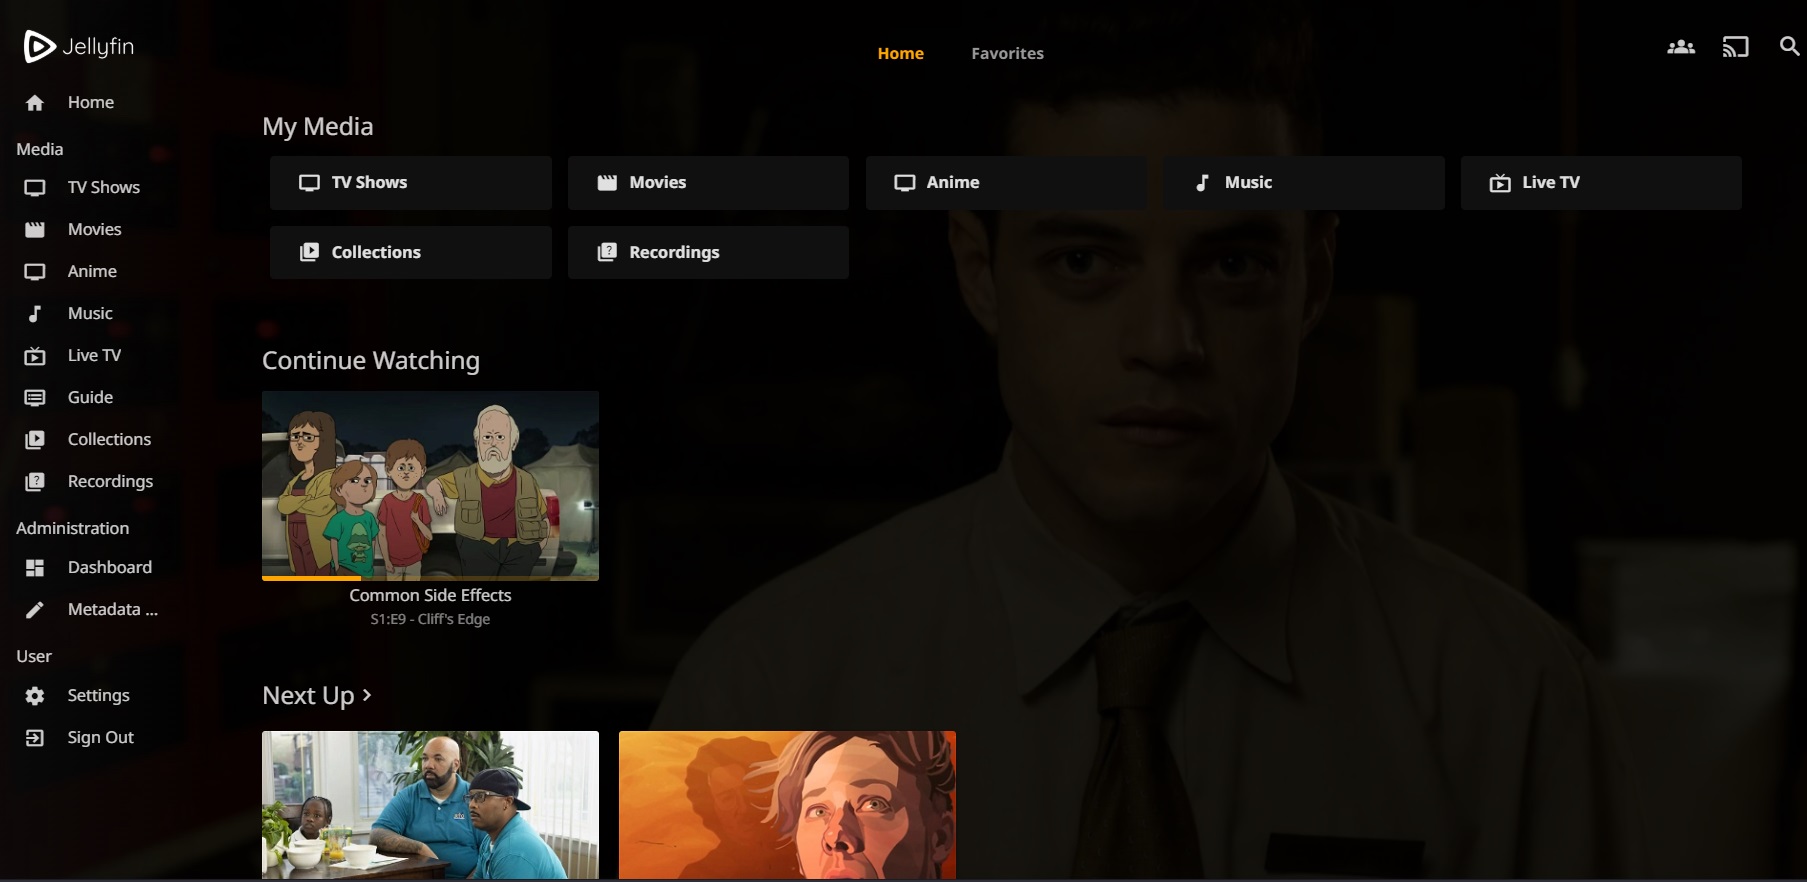 Jellyfin
Home
Favorites
Home
Media
TV Shows
Movies
Anime
Music
Live TV
Guide
Collections
Recordings
Administration
Dashboard
Metadata ...
User
Settings
Sign Out
My Media
TV Shows
Movies
Anime
Music
Live TV
Collections
Recordings
Continue Watching
Common Side Effects
S1:E9 - Cliff's Edge
Next Up